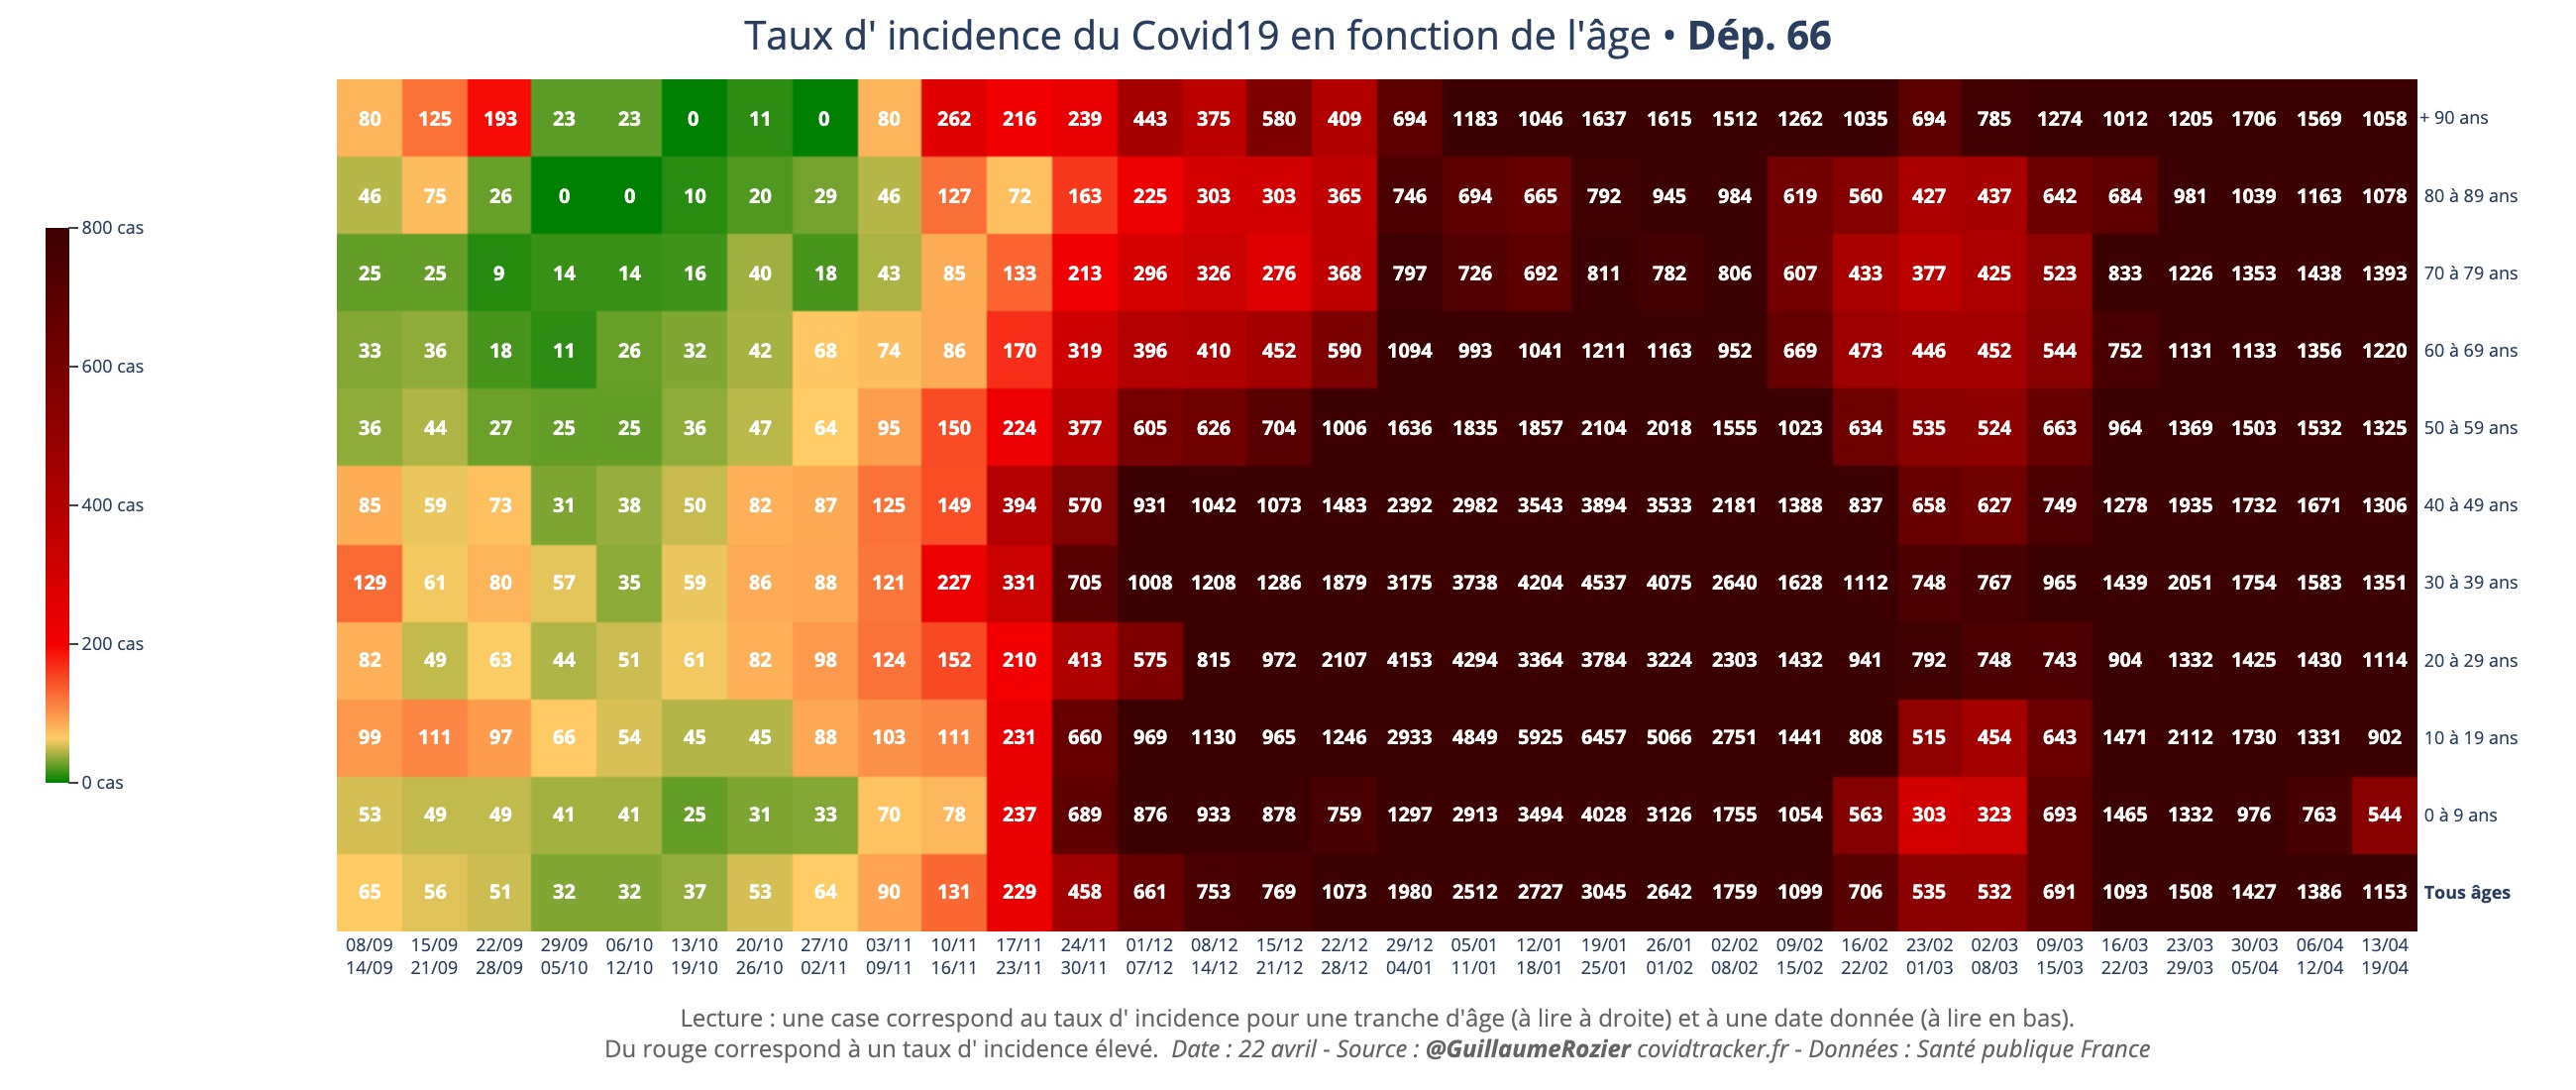 Taux d' incidence du Covid19 en fonction de l'âge • Dép. 66
800 cas
600 cas
400 cas
200 cas
0 cas
80 125 193 23 23 0 11 0 80 262 216 239 443 375 580 409 694 1183 1046 1637 1615 1512 1262 1035 694 785 1274 1012 1205 1706 1569 1058 + 90 ans
46 75 26 0 0 10 20 29 46 127 72 163 225 303 303 365 746 694 665 792 945 984 619 560 427 437 642 684 981 1039 1163 1078 80 à 89 ans
25 25 9 14 14 16 40 18 43 85 133 213 296 326 276 368 797 726 692 811 782 806 607 433 377 425 523 833 1226 1353 1438 1393 70 à 79 ans
33 36 18 11 26 32 42 68 74 86 170 319 396 410 452 590 1094 993 1041 1211 1163 952 669 473 446 452 544 752 1131 1133 1356 1220 60 à 69 ans
36 44 27 25 25 36 47 64 95 150 224 377 605 626 704 1006 1636 1835 1857 2104 2018 1555 1023 634 535 524 663 964 1369 1503 1532 1325 50 à 59 ans
85 59 73 31 38 50 82 87 125 149 394 570 931 1042 1073 1483 2392 2982 3543 3894 3533 2181 1388 837 658 627 749 1278 1935 1732 1671 1306 40 à 49 ans
129 61 80 57 35 59 86 88 121 227 331 705 1008 1208 1286 1879 3175 3738 4204 4537 4075 2640 1628 1112 748 767 965 1439 2051 1754 1583 1351 30 à 39 ans
82 49 63 44 51 61 82 98 124 152 210 413 575 815 972 2107 4153 4294 3364 3784 3224 2303 1432 941 792 748 743 904 1332 1425 1430 1114 20 à 29 ans
99 111 97 66 54 45 45 88 103 111 231 660 969 1130 965 1246 2933 4849 5925 6457 5066 2751 1441 808 515 454 643 1471 2112 1730 1331 902 10 à 19 ans
53 49 49 41 41 25 31 33 70 78 237 689 876 933 878 759 1297 2913 3494 4028 3126 1755 1054 563 303 323 693 1465 1332 976 763 544 0 à 9 ans
65 56 51 32 32 37 53 64 90 131 229 458 661 753 769 1073 1980 2512 2727 3045 2642 1759 1099 706 535 532 691 1093 1508 1427 1386 1153 Tous âges
08/09 15/09 22/09 29/09 06/10 13/10 20/10 27/10 03/11 10/11 17/11 24/11 01/12 08/12 15/12 22/12 29/12 05/01 12/01 19/01 26/01 02/02 09/02 16/02 23/02 02/03 09/03 16/03 23/03 30/03 06/04 13/04
14/09 21/09 28/09 05/10 12/10 19/10 26/10 02/11 09/11 16/11 23/11 30/11 07/12 14/12 21/12 28/12 04/01 11/01 18/01 25/01 01/02 08/02 15/02 22/02 01/03 08/03 15/03 22/03 29/03 05/04 12/04 19/04
Lecture : une case correspond au taux d' incidence pour une tranche d'âge (à lire à droite) et à une date donnée (à lire en bas).
Du rouge correspond à un taux d' incidence élevé. Date : 22 avril - Source : @GuillaumeRozier covidtracker.fr - Données : Santé publique France